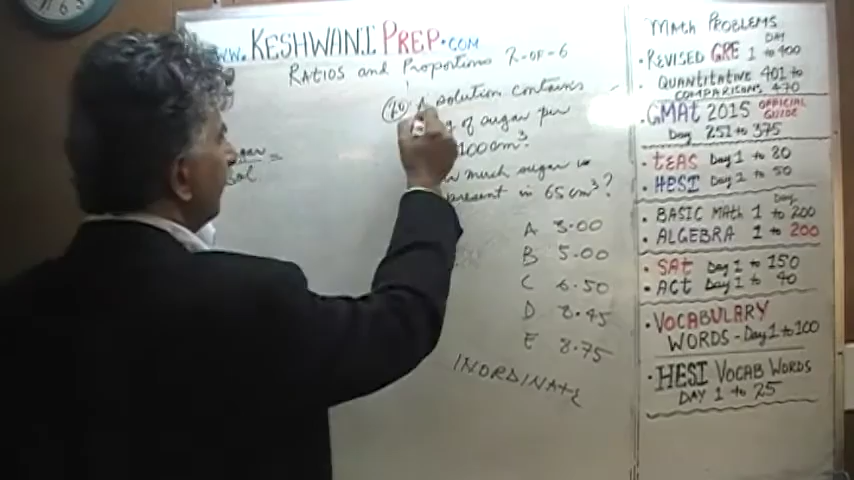 www.KESHWANIPREP.COM
RATIOS and Proportions 2-OF-6
A solution contains
g of sugar per
100 cm³.
much sugar is
present in 65 cm³?
A 3.00
B 5.00
C 6.50
D 8.45
E 8.75
INORDINATE
=
MATH PROBLEMS
DAY
• REVISED GRE 1 to 400
• QUANTITATIVE 401 to
COMPARISONS 470
• GMAT 2015 OFFICIAL GUIDE
Day 251 to 375
• TEAS Day 1 to 80
• HESI Day 1 to 50
Day
• BASIC MATH 1 to 200
• ALGEBRA 1 to 200
• SAT Day 1 to 150
• ACT Day 1 to 40
• VOCABULARY
WORDS - Day 1 to 100
• HESI VOCAB WORDS
DAY 1 to 25